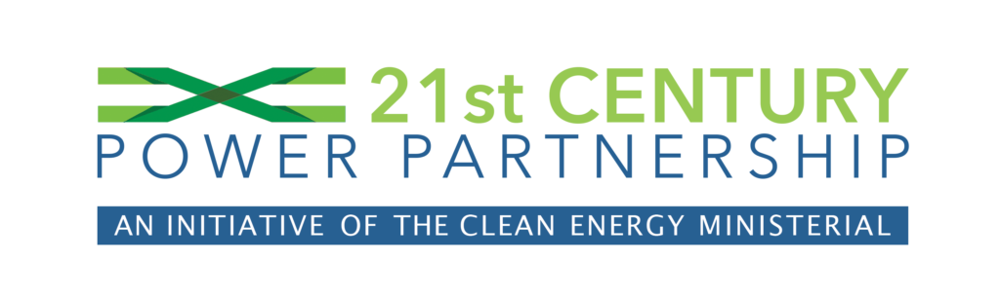 21st CENTURY
POWER PARTNERSHIP
AN INITIATIVE OF THE CLEAN ENERGY MINISTERIAL